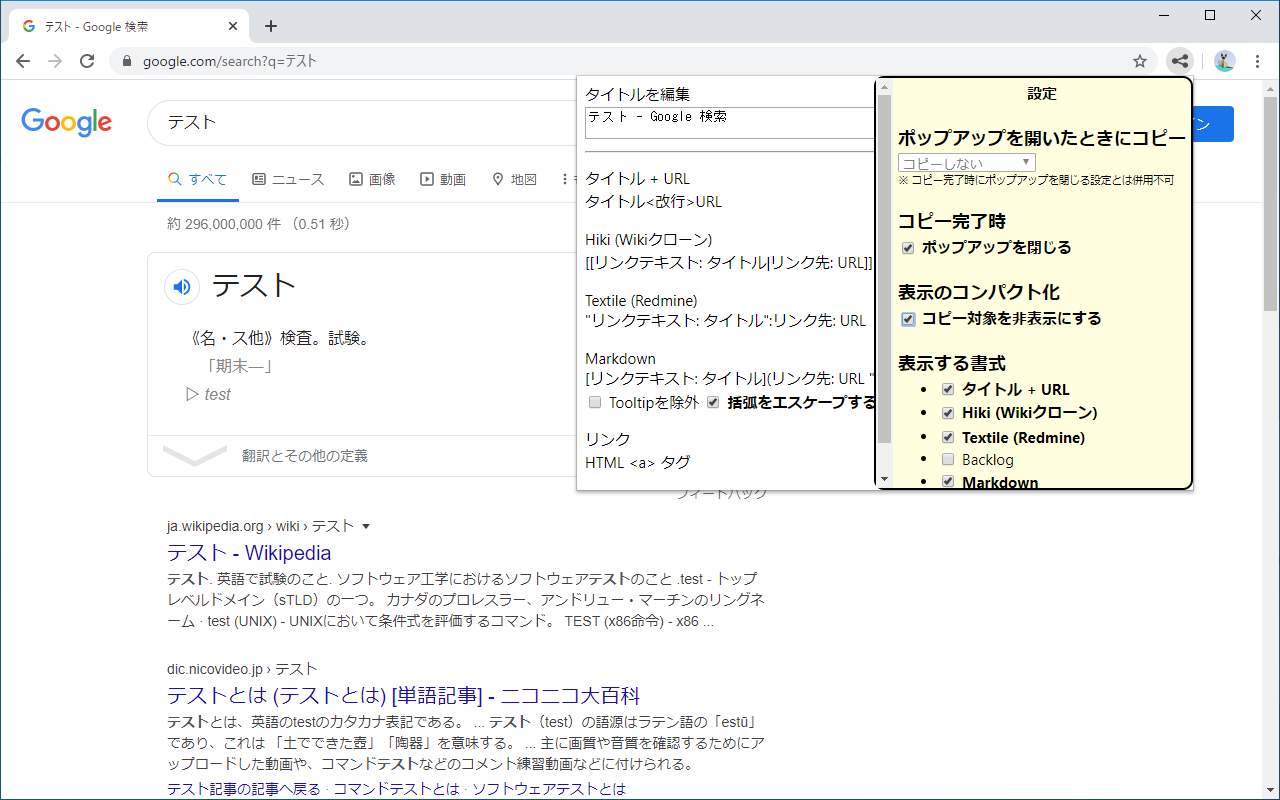 テスト - Google 検索
google.com/search?q=テスト
Google
テスト
すべて
ニュース
画像
動画
地図
約 296,000,000 件 （0.51 秒）
テスト
《名・ス他》検査。試験。
「期末―」
▷ test
翻訳とその他の定義
フィードバック
ja.wikipedia.org › wiki › テスト
テスト - Wikipedia
テスト. 英語で試験のこと. ソフトウェア工学におけるソフトウェアテストのこと .test - トップ
レベルドメイン（sTLD）の一つ。 カナダのプロレスラー、アンドリュー・マーチンのリングネ
ーム · test (UNIX) - UNIXにおいて条件式を評価するコマンド。 TEST (x86命令) - x86 ...
dic.nicovideo.jp › テスト
テストとは (テストとは) [単語記事] - ニコニコ大百科
テストとは、英語のtestのカタカナ表記である。 ... テスト（test）の語源はラテン語の「estū」
であり、これは 「土でできた壺」「陶器」を意味する。 ... 主に画質や音質を確認するためにア
ップロードした動画や、コマンドテストなどのコメント練習動画などに付けられる。
テスト記事の記事へ戻る · コマンドテストとは · ソフトウェアテストとは
タイトルを編集
テスト - Google 検索
タイトル + URL
タイトル<改行>URL
Hiki (Wikiクローン)
[[リンクテキスト: タイトル|リンク先: URL]]
Textile (Redmine)
"リンクテキスト: タイトル":リンク先: URL
Markdown
[リンクテキスト: タイトル](リンク先: URL "
Tooltipを除外 括弧をエスケープする
リンク
HTML <a> タグ
設定
ポップアップを開いたときにコピー
コピーしない
※ コピー完了時にポップアップを閉じる設定とは併用不可
コピー完了時
ポップアップを閉じる
表示のコンパクト化
コピー対象を非表示にする
表示する書式
• タイトル + URL
• Hiki (Wikiクローン)
• Textile (Redmine)
• Backlog
• Markdown
ン